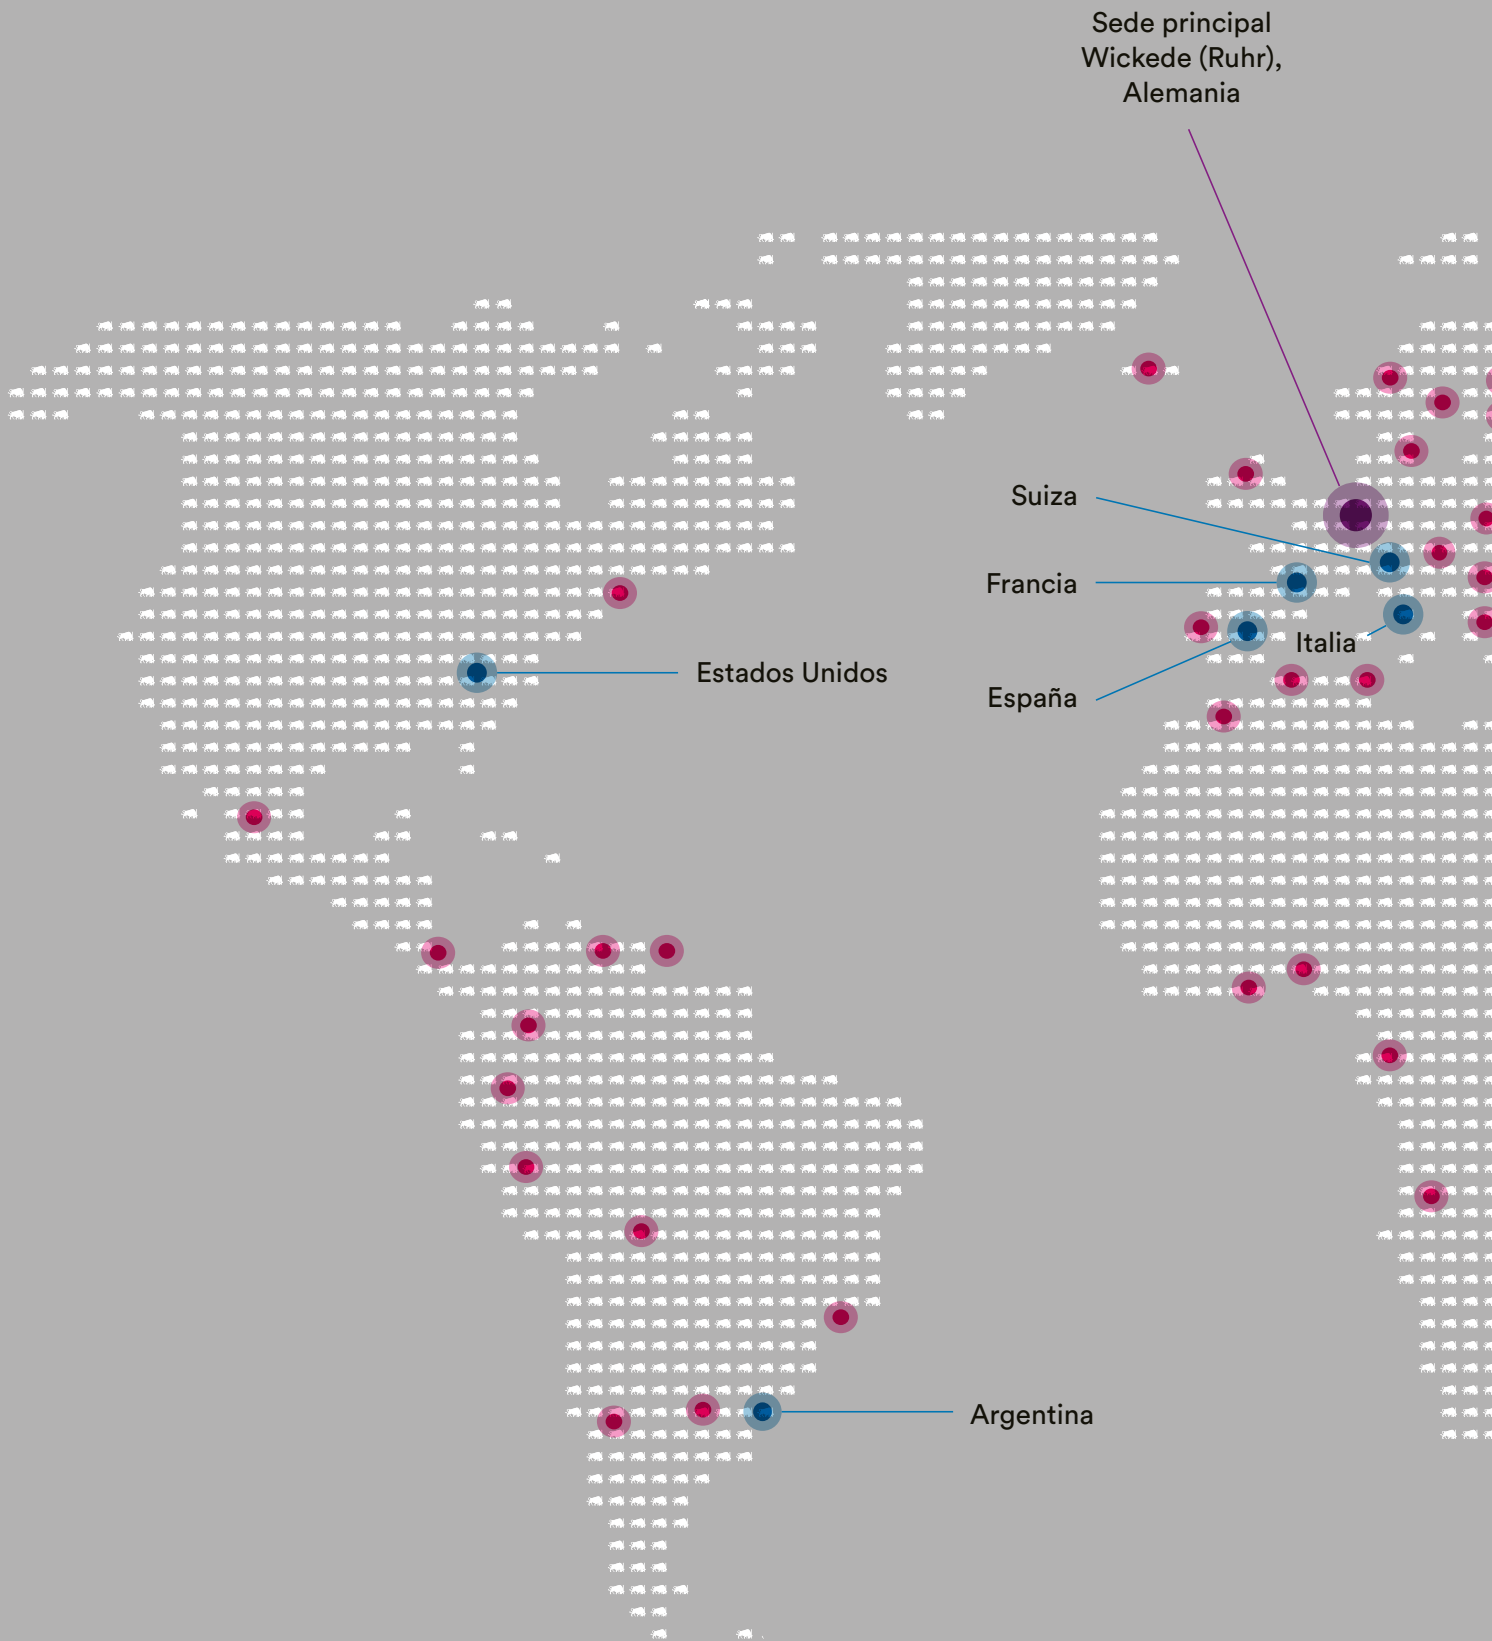 Sede principal
Wickede (Ruhr),
Alemania
Suiza
Francia
Italia
España
Estados Unidos
Argentina